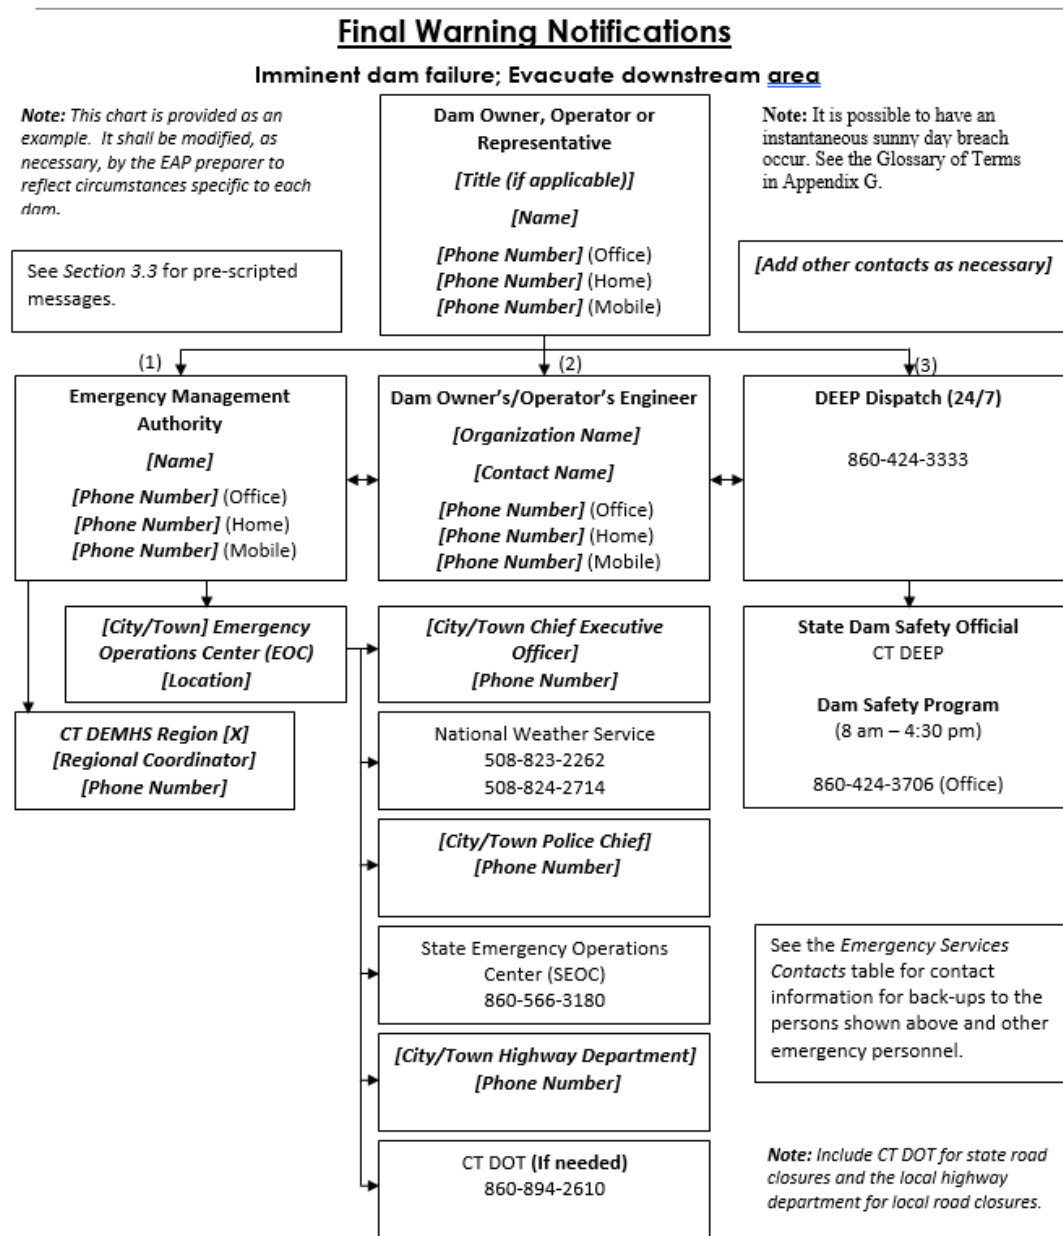 Final Warning Notifications
Imminent dam failure; Evacuate downstream area
Note: This chart is provided as an
example. It shall be modified, as
necessary, by the EAP preparer to
reflect circumstances specific to each
dam.
Dam Owner, Operator or
Representative
[Title (if applicable)]
[Name]
[Phone Number] (Office)
[Phone Number] (Home)
[Phone Number] (Mobile)
Note: It is possible to have an
instantaneous sunny day breach
occur. See the Glossary of Terms
in Appendix G.
See Section 3.3 for pre-scripted
messages.
[Add other contacts as necessary]
(1)
(2)
(3)
Emergency Management
Authority
[Name]
[Phone Number] (Office)
[Phone Number] (Home)
[Phone Number] (Mobile)
Dam Owner’s/Operator’s Engineer
[Organization Name]
[Contact Name]
[Phone Number] (Office)
[Phone Number] (Home)
[Phone Number] (Mobile)
DEEP Dispatch (24/7)
860-424-3333
[City/Town] Emergency
Operations Center (EOC)
[Location]
[City/Town Chief Executive
Officer]
[Phone Number]
State Dam Safety Official
CT DEEP
Dam Safety Program
(8 am – 4:30 pm)
860-424-3706 (Office)
CT DEMHS Region [X]
[Regional Coordinator]
[Phone Number]
National Weather Service
508-823-2262
508-824-2714
[City/Town Police Chief]
[Phone Number]
State Emergency Operations
Center (SEOC)
860-566-3180
See the Emergency Services
Contacts table for contact
information for back-ups to the
persons shown above and other
emergency personnel.
[City/Town Highway Department]
[Phone Number]
CT DOT (If needed)
860-894-2610
Note: Include CT DOT for state road
closures and the local highway
department for local road closures.